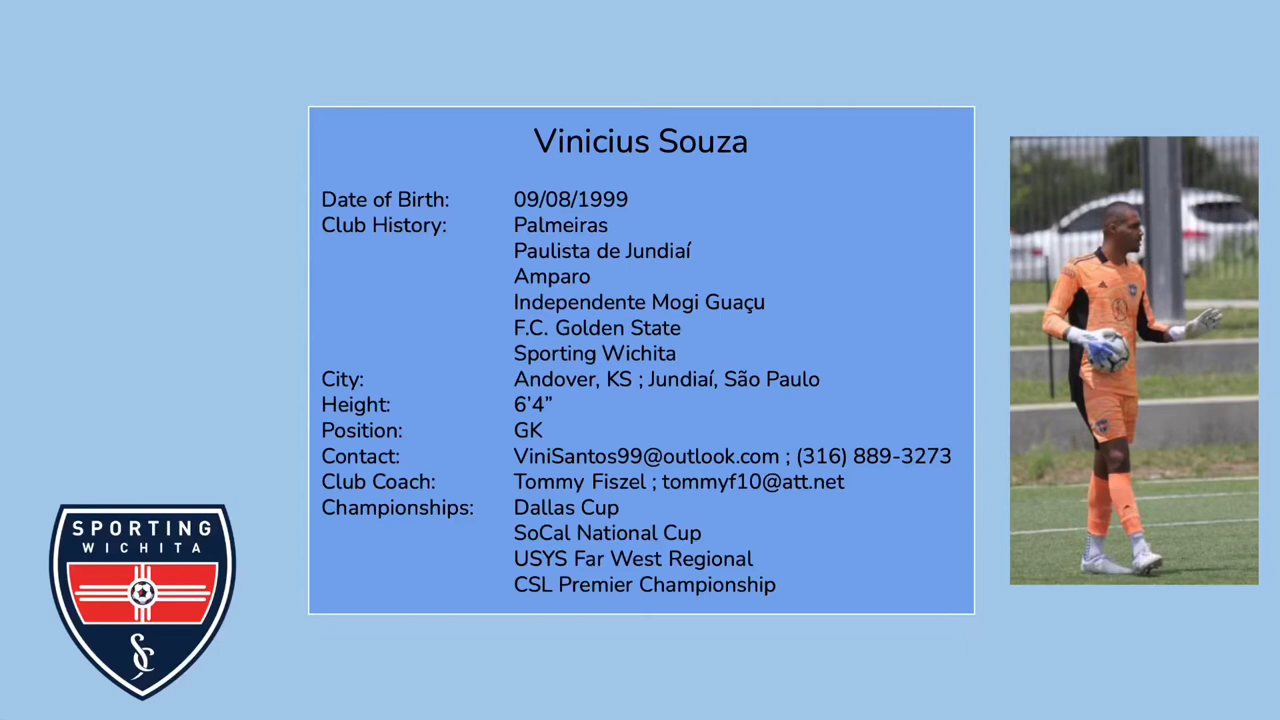 Vinicius Souza
Date of Birth: 09/08/1999
Club History: Palmeiras
Paulista de Jundiaí
Amparo
Independente Mogi Guaçu
F.C. Golden State
Sporting Wichita
City: Andover, KS ; Jundiaí, São Paulo
Height: 6’4”
Position: GK
Contact: ViniSantos99@outlook.com ; (316) 889-3273
Club Coach: Tommy Fiszel ; tommyf10@att.net
Championships: Dallas Cup
SoCal National Cup
USYS Far West Regional
CSL Premier Championship
SPORTING
WICHITA
SC